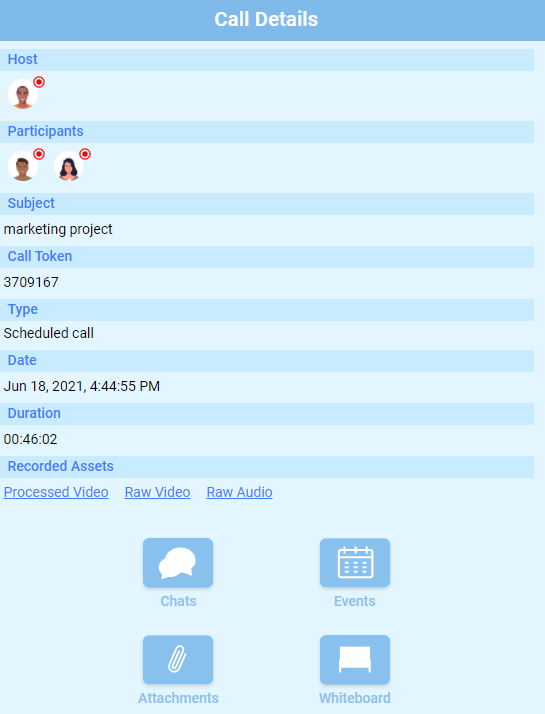 Call Details
Host
Participants
Subject
marketing project
Call Token
3709167
Type
Scheduled call
Date
Jun 18, 2021, 4:44:55 PM
Duration
00:46:02
Recorded Assets
Processed Video Raw Video Raw Audio
Chats Events
Attachments Whiteboard